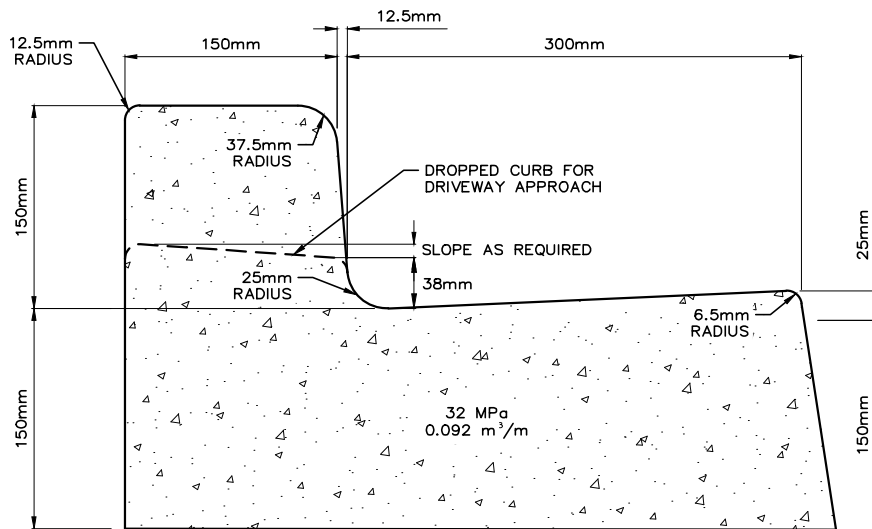 12.5mm
150mm
300mm
12.5mm
RADIUS
37.5mm
RADIUS
DROPPED CURB FOR
DRIVEWAY APPROACH
150mm
SLOPE AS REQUIRED
25mm
25mm
RADIUS
38mm
6.5mm
RADIUS
150mm
32 MPa
0.092 m³/m
150mm